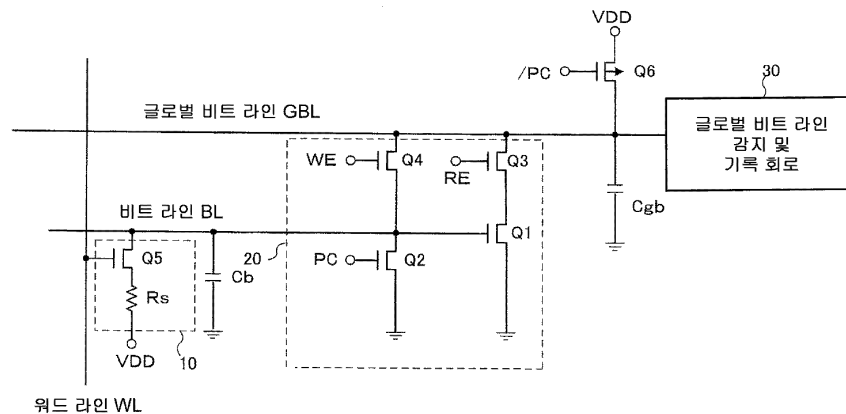 VDD
/PC
Q6
30
글로벌 비트 라인 GBL
글로벌 비트 라인
감지 및
기록 회로
WE
Q4
RE
Q3
Cgb
비트 라인 BL
20
Q1
Q5
Cb
PC
Q2
Rs
VDD
10
워드 라인 WL